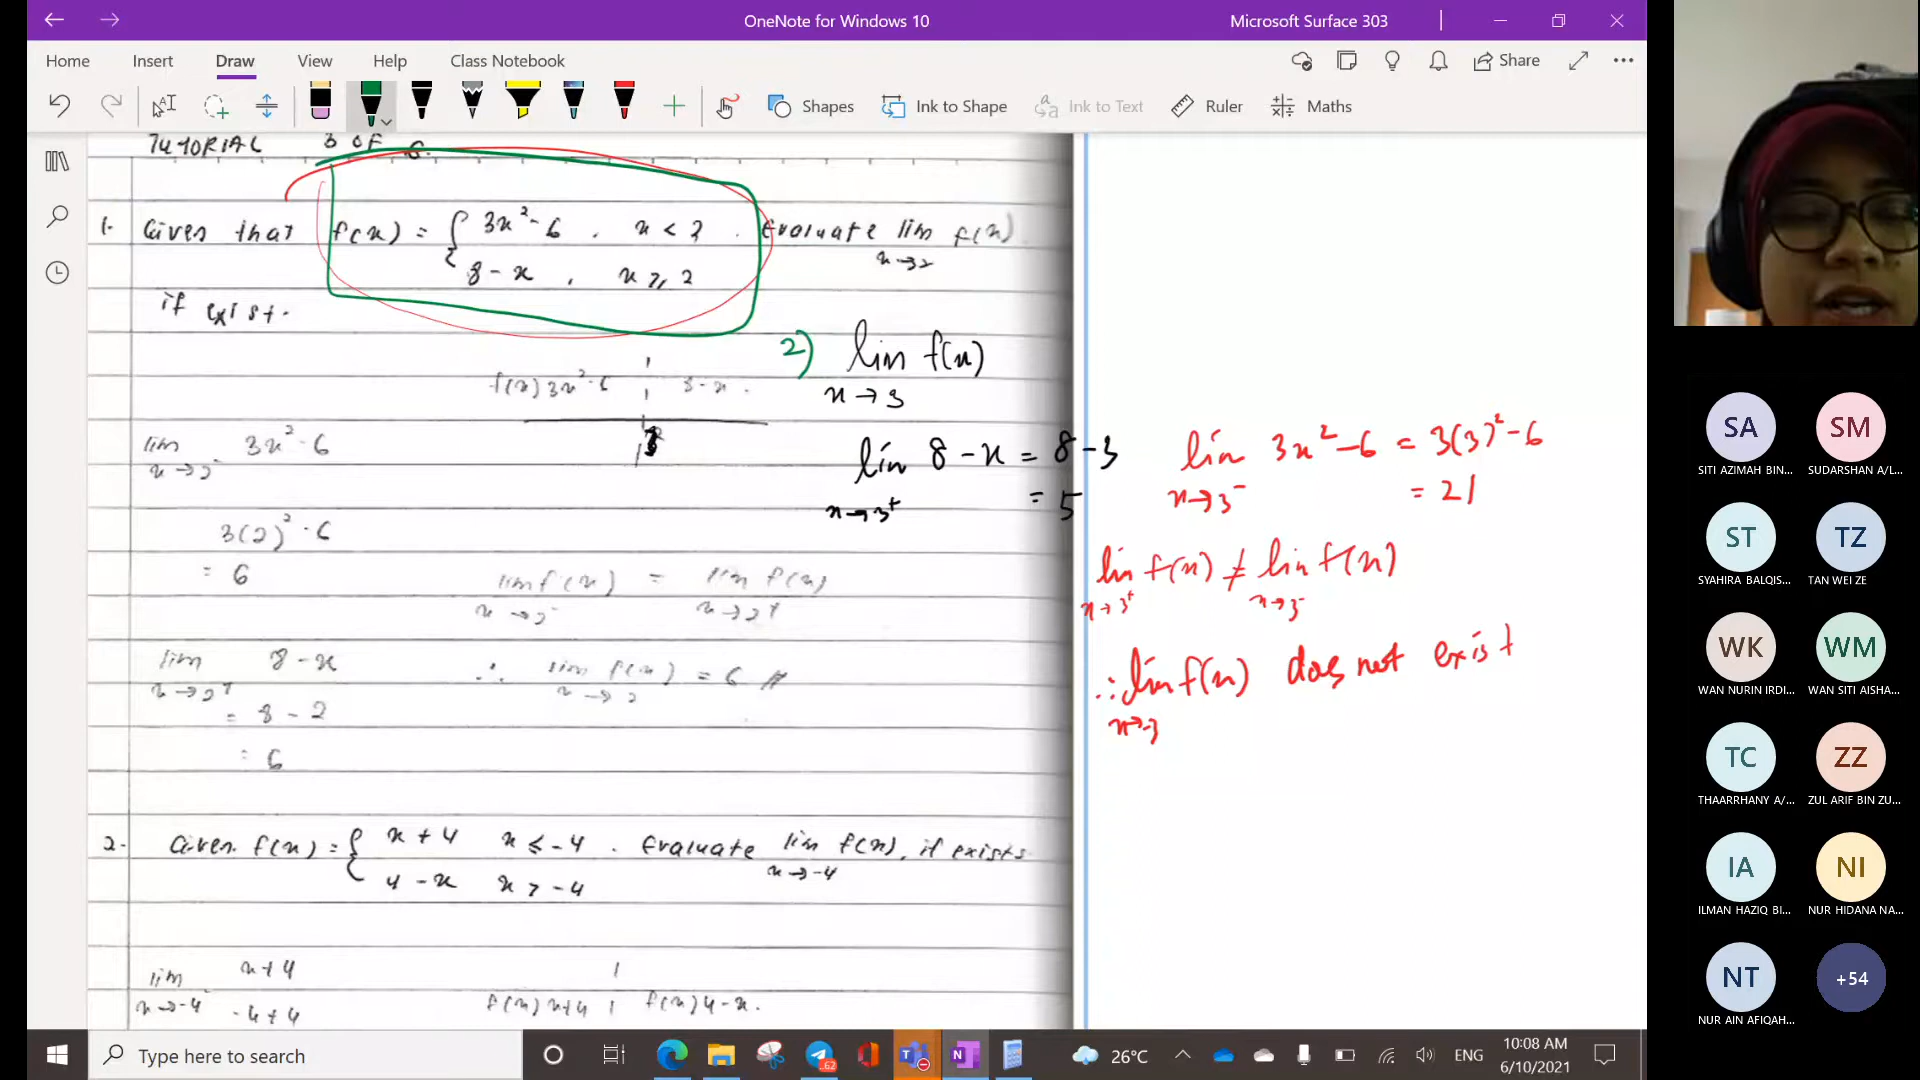 OneNote for Windows 10
Microsoft Surface 303
Home Insert Draw View Help Class Notebook
Share
Shapes Ink to Shape Ink to Text Ruler Maths
TUTORIAL 3 OF 6.
1. Given that f(x) = { 3x² - 6 , x < 2 . Evaluate lim f(x)
8 - x , x ≥ 2
x → 2
if exist.
2) lim f(x)
x → 3
f(x) 3x² - 6 8 - x .
lim 3x² - 6
x → 2⁻
lim 8 - x = 8 - 3
x → 3⁺
= 5
lim 3x² - 6 = 3(3)² - 6
x → 3⁻
= 21
3(2)² - 6
= 6
lim f(x) = lim f(x)
x → 2⁻ x → 2⁺
lim f(x) ≠ lim f(x)
x → 3⁺ x → 3⁻
lim 8 - x
x → 2⁺
∴ lim f(x) = 6 //
x → 2
∴ lim f(x) does not exist
x → 3
= 8 - 2
= 6
2. Given f(x) = { x + 4 x ≤ -4 . Evaluate lim f(x), if exists
4 - x x > -4
x → -4
lim x + 4
x → -4⁻
-4 + 4
f(x) x + 4 f(x) 4 - x .
SA
SITI AZIMAH BIN...
SM
SUDARSHAN A/L...
ST
SYAHIRA BALQIS...
TZ
TAN WEI ZE
WK
WAN NURIN IRDI...
WM
WAN SITI AISHA...
TC
THAARRHANY A/...
ZZ
ZUL ARIF BIN ZU...
IA
ILMAN HAZIQ BI...
NI
NUR HIDANA NA...
NT
NUR AIN AFIQAH...
+54
Type here to search
26°C
ENG
10:08 AM
6/10/2021